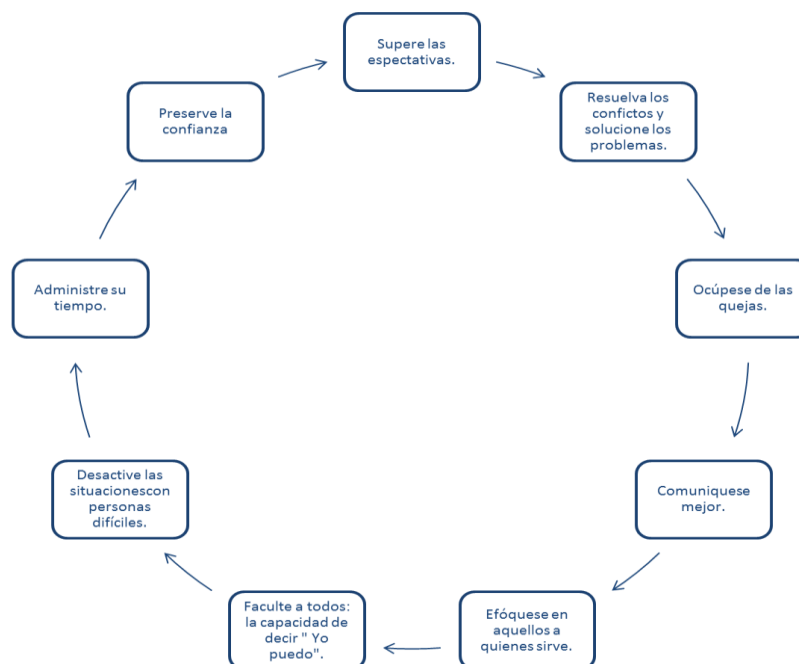 Supere las
espectativas.
Resuelva los
confictos y
solucione los
problemas.
Ocúpese de las
quejas.
Comuniquese
mejor.
Efóquese en
aquellos a
quienes sirve.
Faculte a todos:
la capacidad de
decir " Yo
puedo".
Desactive las
situacionescon
personas
difíciles.
Administre su
tiempo.
Preserve la
confianza